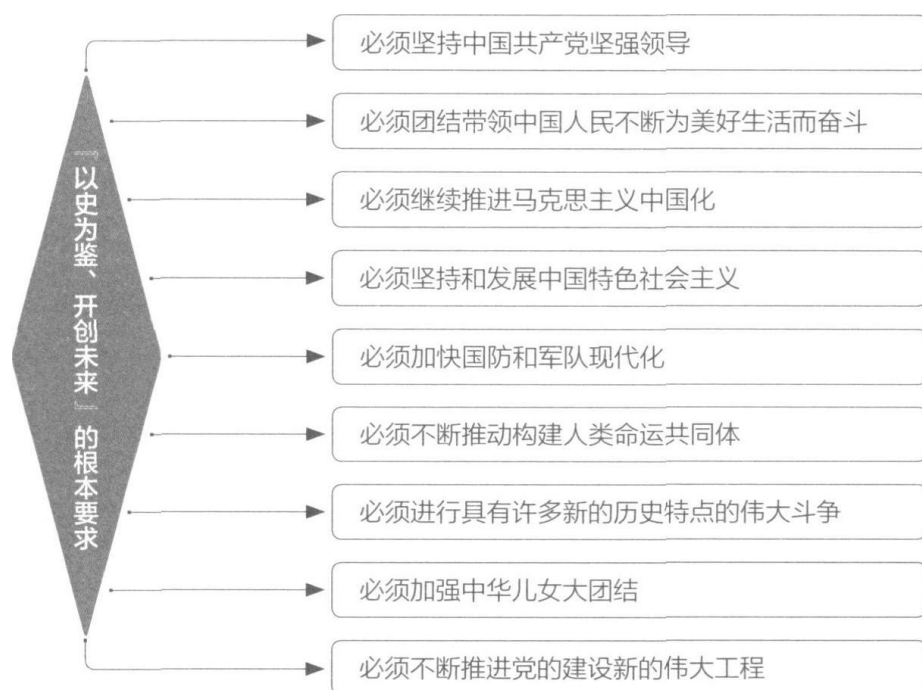 『以史为鉴、开创未来』的根本要求
必须坚持中国共产党坚强领导
必须团结带领中国人民不断为美好生活而奋斗
必须继续推进马克思主义中国化
必须坚持和发展中国特色社会主义
必须加快国防和军队现代化
必须不断推动构建人类命运共同体
必须进行具有许多新的历史特点的伟大斗争
必须加强中华儿女大团结
必须不断推进党的建设新的伟大工程